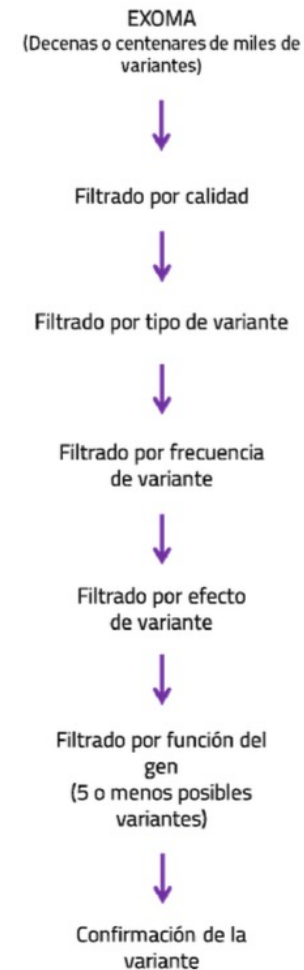 EXOMA
(Decenas o centenares de miles de
variantes)
Filtrado por calidad
Filtrado por tipo de variante
Filtrado por frecuencia
de variante
Filtrado por efecto
de variante
Filtrado por función del
gen
(5 o menos posibles
variantes)
Confirmación de la
variante